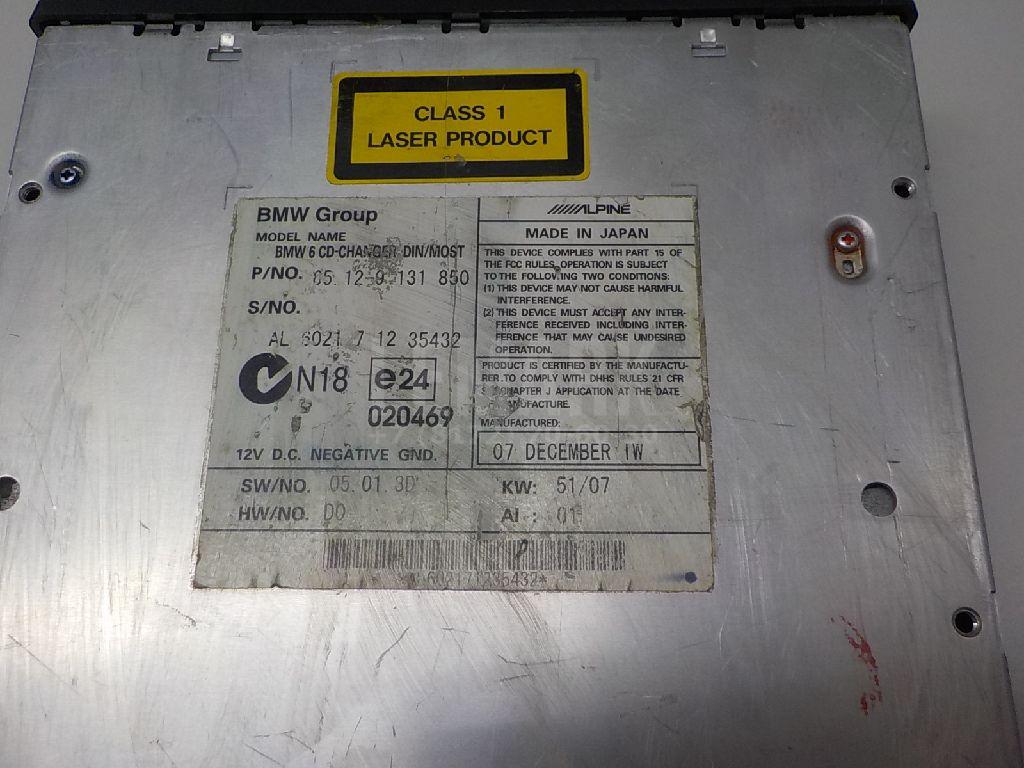 CLASS 1
LASER PRODUCT
BMW Group
MODEL NAME
BMW 6 CD-CHANGER DIN/MOST
P/NO. 65 12-9 131 850
S/NO.
AL 6021 7 12 35432
N18 e24
020469
12V D.C. NEGATIVE GND.
ALPINE
MADE IN JAPAN
THIS DEVICE COMPLIES WITH PART 15 OF
THE FCC RULES. OPERATION IS SUBJECT
TO THE FOLLOWING TWO CONDITIONS:
(1) THIS DEVICE MAY NOT CAUSE HARMFUL
INTERFERENCE.
(2) THIS DEVICE MUST ACCEPT ANY INTER-
FERENCE RECEIVED INCLUDING INTER-
FERENCE THAT MAY CAUSE UNDESIRED
OPERATION.
PRODUCT IS CERTIFIED BY THE MANUFACTU-
RER TO COMPLY WITH DHHS RULES 21 CFR
SUBCHAPTER J APPLICATION AT THE DATE
MANUFACTURE.
MANUFACTURED:
07 DECEMBER 1W
SW/NO. 05.01.3D
KW: 51/07
HW/NO. D0
AI : 01
602171235432*